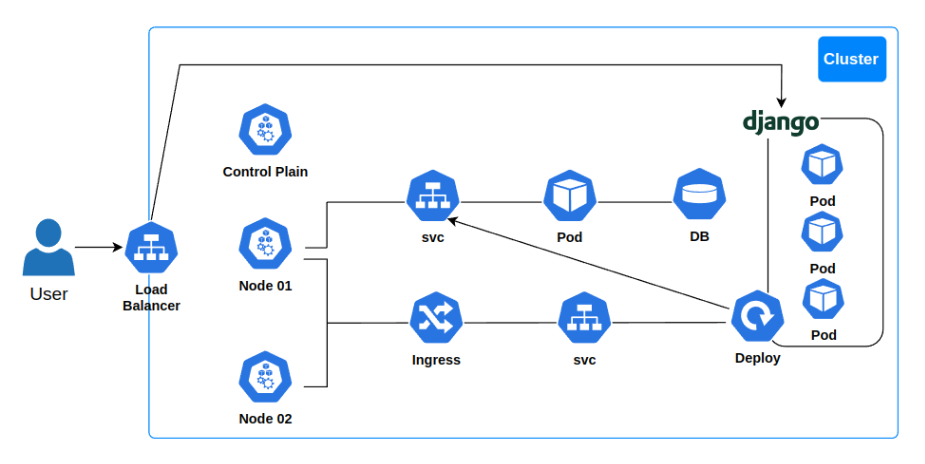 Cluster
django
Control Plain
Pod
svc
Pod
DB
Pod
User
Load
Balancer
Node 01
Ingress
svc
Deploy
Pod
Node 02